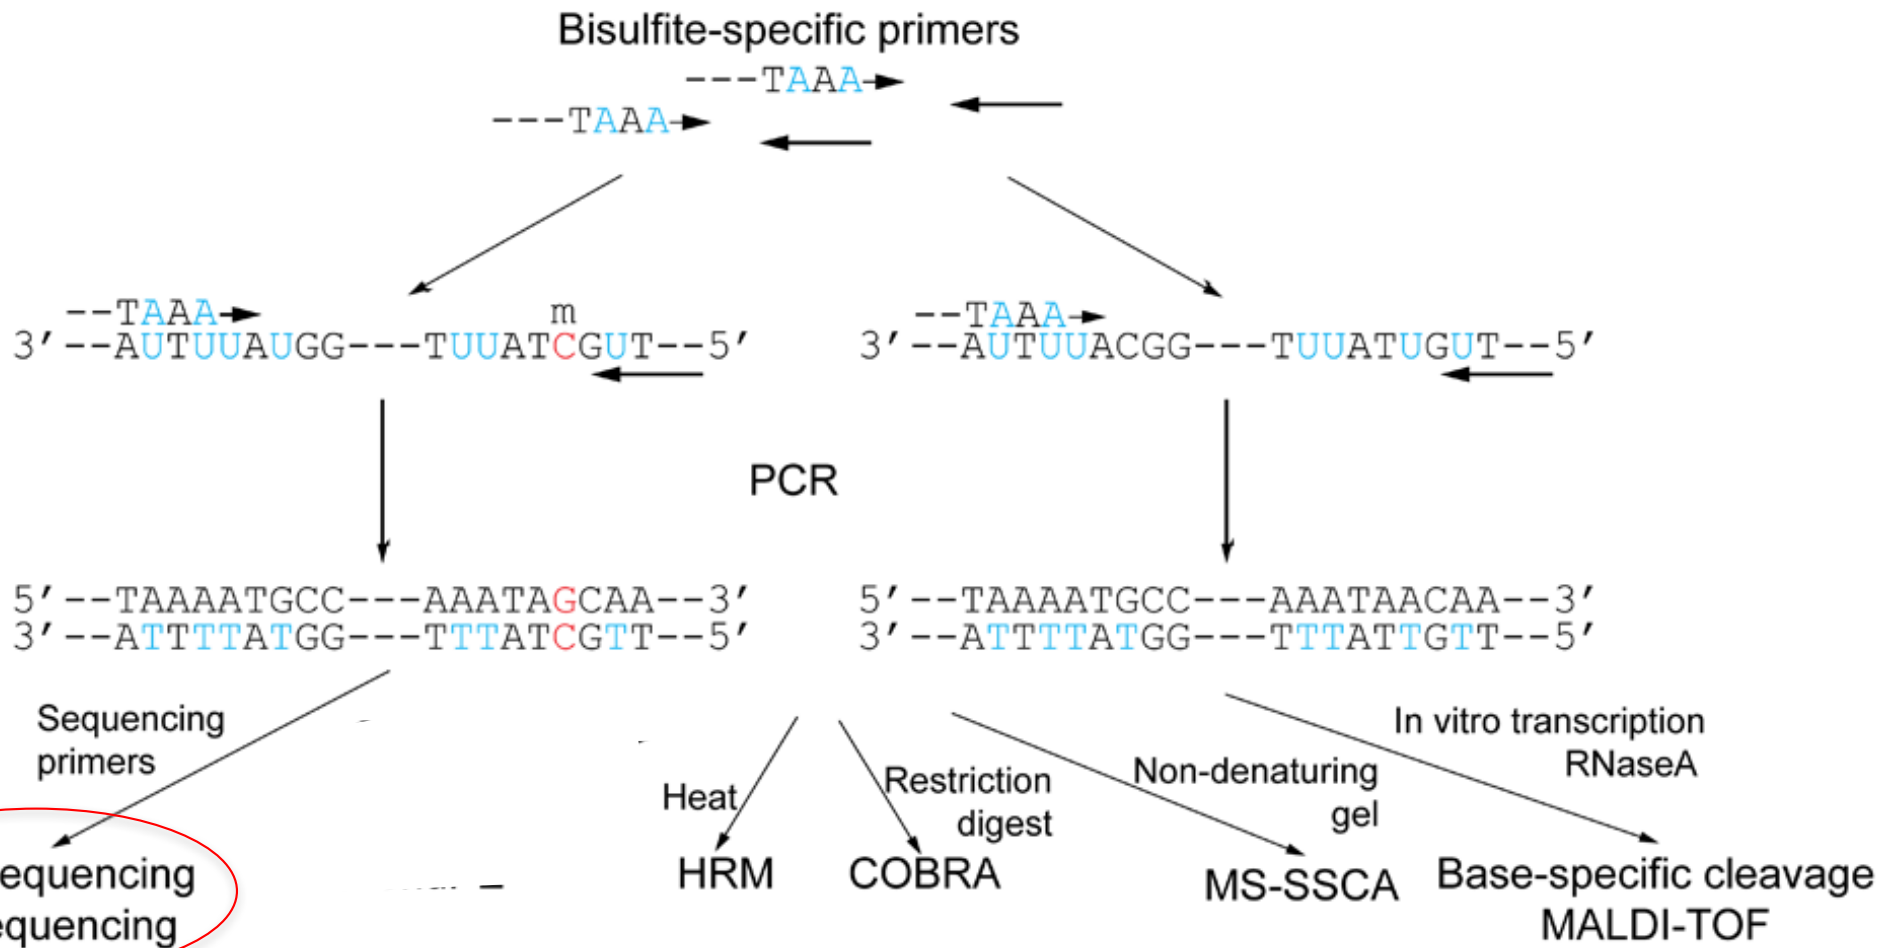 Bisulfite-specific primers
---TAAA
---TAAA
--TAAA
m
3’--AUTUUAUGG---TUUATCGUT--5’
--TAAA
3’--AUTUUACGG---TUUATUGUT--5’
PCR
5’--TAAAATGCC---AAATAGCAA--3’
3’--ATTTTATGG---TTTATCGTT--5’
5’--TAAAATGCC---AAATAACAA--3’
3’--ATTTTATGG---TTTATTGTT--5’
Sequencing
primers
Heat
Restriction
digest
Non-denaturing
gel
In vitro transcription
RNaseA
equencing
equencing
HRM
COBRA
MS-SSCA
Base-specific cleavage
MALDI-TOF